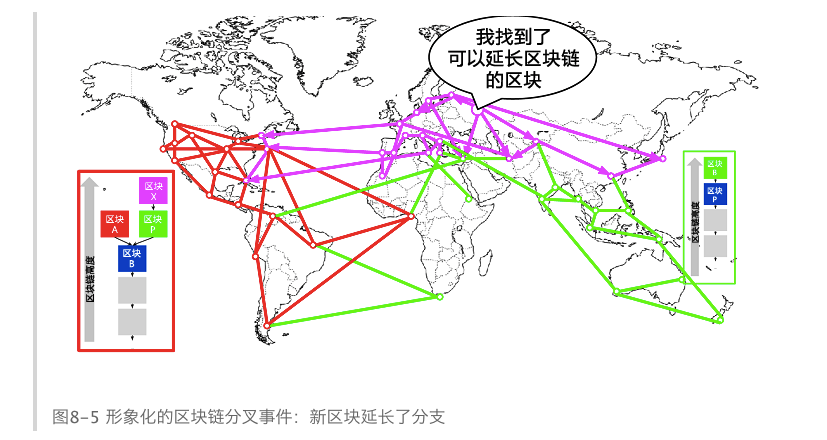 我找到了
可以延长区块链
的区块
区块
X
区块
A
区块
P
区块
B
区块链高度
区块
区块
P
区块链高度
图8-5 形象化的区块链分叉事件：新区块延长了分支